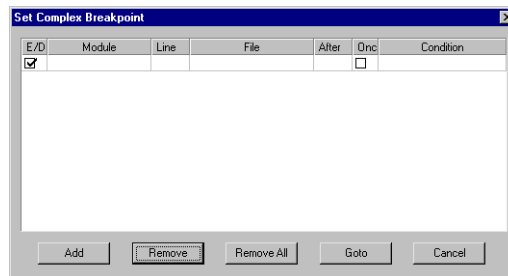 Set Complex Breakpoint
E/D Module Line File After Onc Condition
Add Remove Remove All Goto Cancel